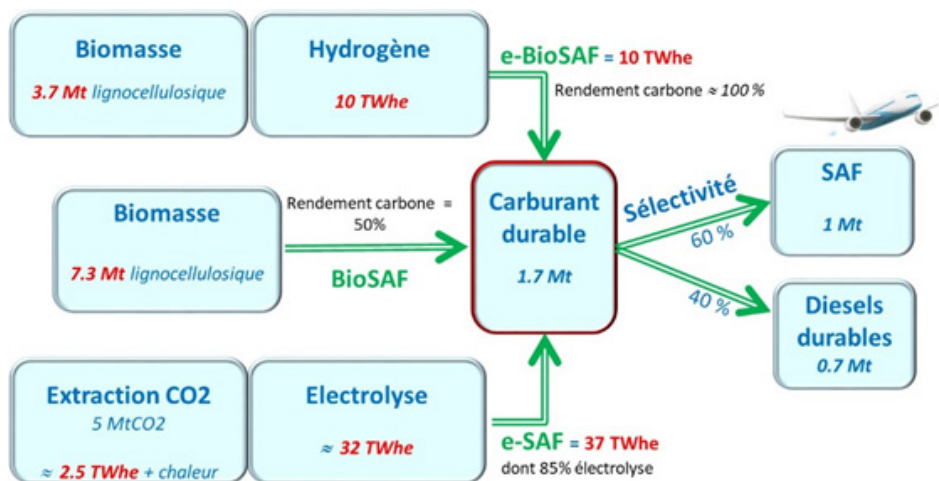 Biomasse
3.7 Mt lignocellulosique
Hydrogène
10 TWhe
e-BioSAF = 10 TWhe
Rendement carbone ≈ 100 %
Biomasse
7.3 Mt lignocellulosique
Rendement carbone =
50%
BioSAF
Carburant
durable
1.7 Mt
Sélectivité
60 %
40 %
SAF
1 Mt
Diesels
durables
0.7 Mt
Extraction CO2
5 MtCO2
≈ 2.5 TWhe + chaleur
Electrolyse
≈ 32 TWhe
e-SAF = 37 TWhe
dont 85% électrolyse